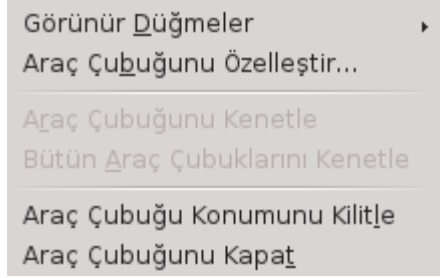 Görünür Düğmeler
Araç Çubuğunu Özelleştir...
Araç Çubuğunu Kenetle
Bütün Araç Çubuklarını Kenetle
Araç Çubuğu Konumunu Kilitle
Araç Çubuğunu Kapat